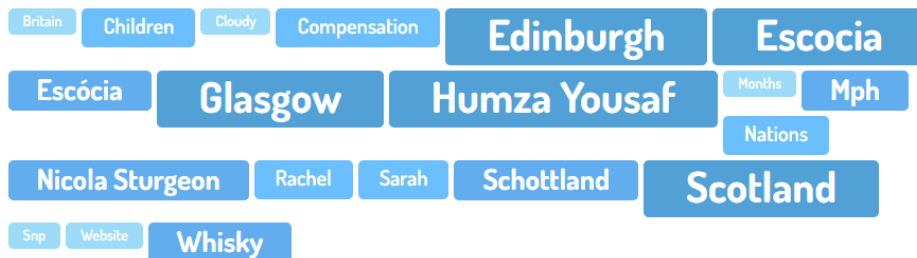 Britain Children Cloudy Compensation Edinburgh Escocia
Escócia Glasgow Humza Yousaf Months Mph
Nations
Nicola Sturgeon Rachel Sarah Schottland Scotland
Snp Website Whisky